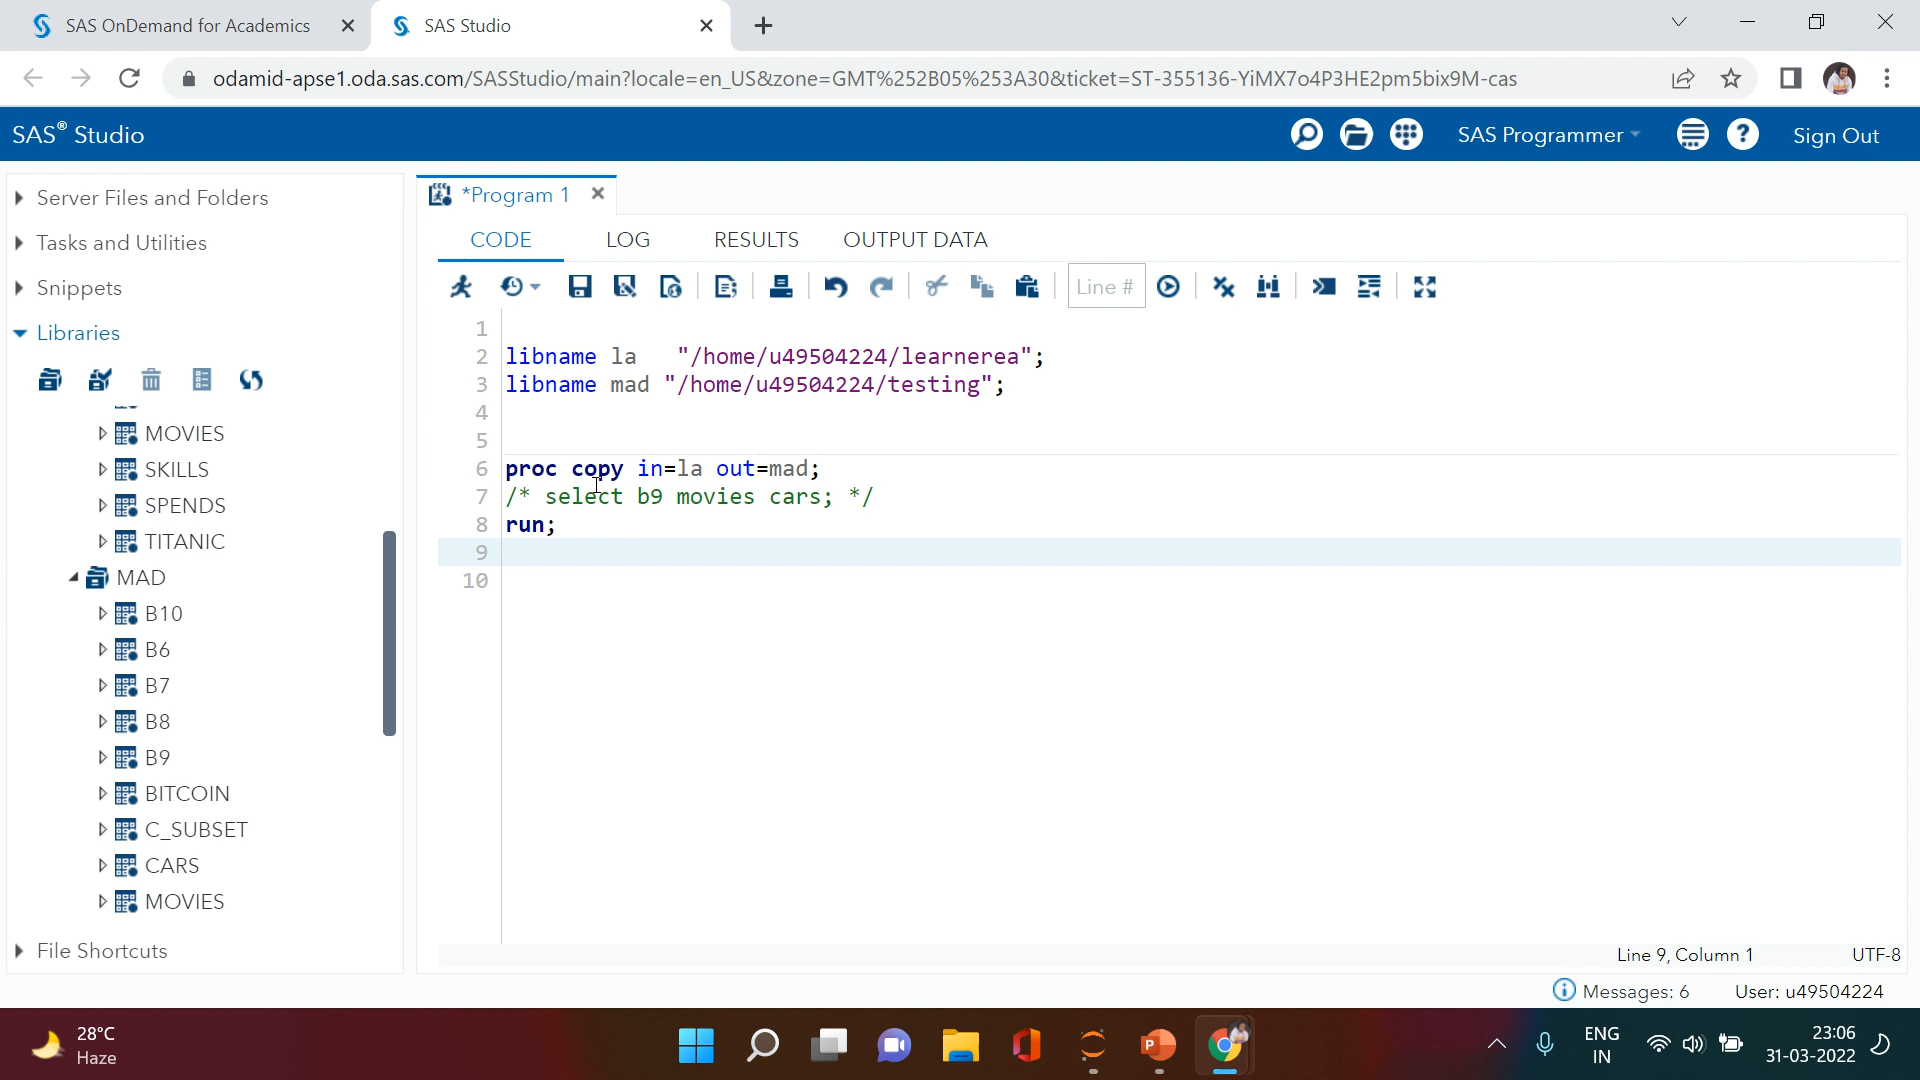 SAS OnDemand for Academics
SAS Studio
odamid-apse1.oda.sas.com/SASStudio/main?locale=en_US&zone=GMT%252B05%253A30&ticket=ST-355136-YiMX7o4P3HE2pm5bix9M-cas
SAS® Studio
SAS Programmer
Sign Out
Server Files and Folders
Tasks and Utilities
Snippets
Libraries
MOVIES
SKILLS
SPENDS
TITANIC
MAD
B10
B6
B7
B8
B9
BITCOIN
C_SUBSET
CARS
MOVIES
File Shortcuts
*Program 1
CODE LOG RESULTS OUTPUT DATA
Line #
1
2 libname la "/home/u49504224/learnerea";
3 libname mad "/home/u49504224/testing";
4
5
6 proc copy in=la out=mad;
7 /* select b9 movies cars; */
8 run;
9
10
Line 9, Column 1 UTF-8
Messages: 6 User: u49504224
28°C
Haze
ENG
IN
23:06
31-03-2022